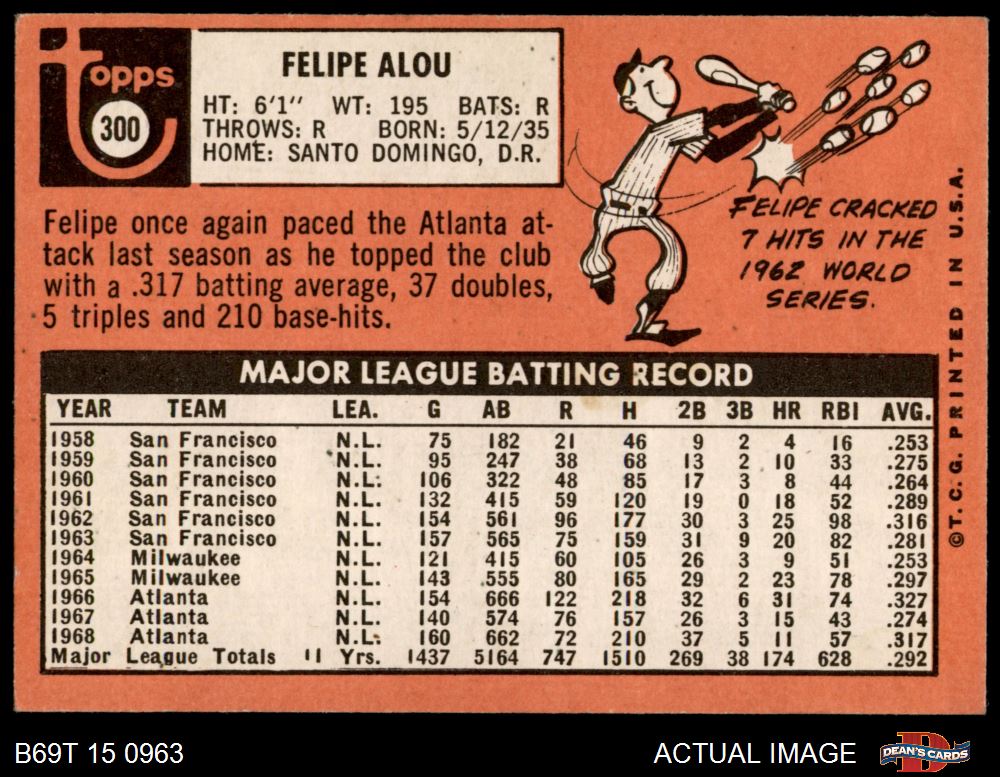 topps
300
FELIPE ALOU
HT: 6'1" WT: 195 BATS: R
THROWS: R BORN: 5/12/35
HOME: SANTO DOMINGO, D.R.
Felipe once again paced the Atlanta at-
tack last season as he topped the club
with a .317 batting average, 37 doubles,
5 triples and 210 base-hits.
FELIPE CRACKED
7 HITS IN THE
1962 WORLD
SERIES.
©T. C. G. PRINTED IN U.S.A.
MAJOR LEAGUE BATTING RECORD
YEAR TEAM LEA. G AB R H 2B 3B HR RBI AVG.
1958 San Francisco N.L. 75 182 21 46 9 2 4 16 .253
1959 San Francisco N.L. 95 247 38 68 13 2 10 33 .275
1960 San Francisco N.L. 106 322 48 85 17 3 8 44 .264
1961 San Francisco N.L. 132 415 59 120 19 0 18 52 .289
1962 San Francisco N.L. 154 561 96 177 30 3 25 98 .316
1963 San Francisco N.L. 157 565 75 159 31 9 20 82 .281
1964 Milwaukee N.L. 121 415 60 105 26 3 9 51 .253
1965 Milwaukee N.L. 143 555 80 165 29 2 23 78 .297
1966 Atlanta N.L. 154 666 122 218 32 6 31 74 .327
1967 Atlanta N.L. 140 574 76 157 26 3 15 43 .274
1968 Atlanta N.L. 160 662 72 210 37 5 11 57 .317
Major League Totals 11 Yrs. 1437 5164 747 1510 269 38 174 628 .292
B69T 15 0963
ACTUAL IMAGE
DEAN'S CARDS